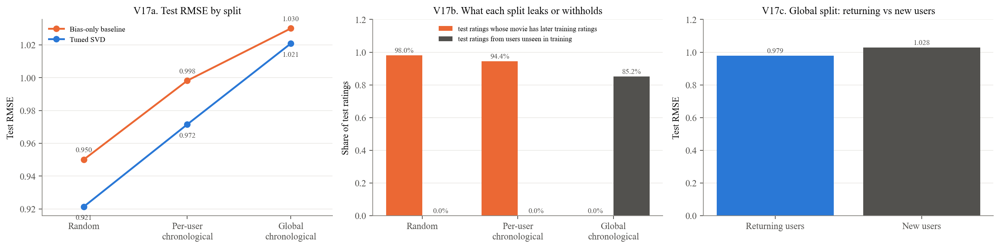 V17a. Test RMSE by split
Test RMSE
1.02
1.00
0.98
0.96
0.94
0.92
Bias-only baseline
Tuned SVD
1.030
1.021
0.998
0.972
0.950
0.921
Random
Per-user
chronological
Global
chronological
V17b. What each split leaks or withholds
Share of test ratings
1.2
1.0
0.8
0.6
0.4
0.2
0.0
test ratings whose movie has later training ratings
test ratings from users unseen in training
98.0%
0.0%
94.4%
0.0%
0.0%
85.2%
Random
Per-user
chronological
Global
chronological
V17c. Global split: returning vs new users
Test RMSE
1.2
1.0
0.8
0.6
0.4
0.2
0.0
0.979
1.028
Returning users
New users